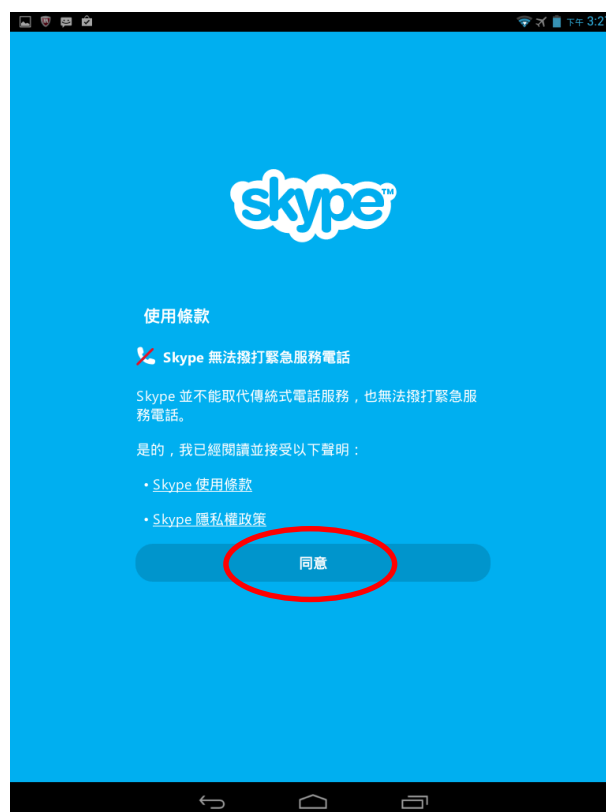 下午 3:2
skype™
使用條款
Skype 無法撥打緊急服務電話
Skype 並不能取代傳統式電話服務，也無法撥打緊急服
務電話。
是的，我已經閱讀並接受以下聲明：
• Skype 使用條款
• Skype 隱私權政策
同意